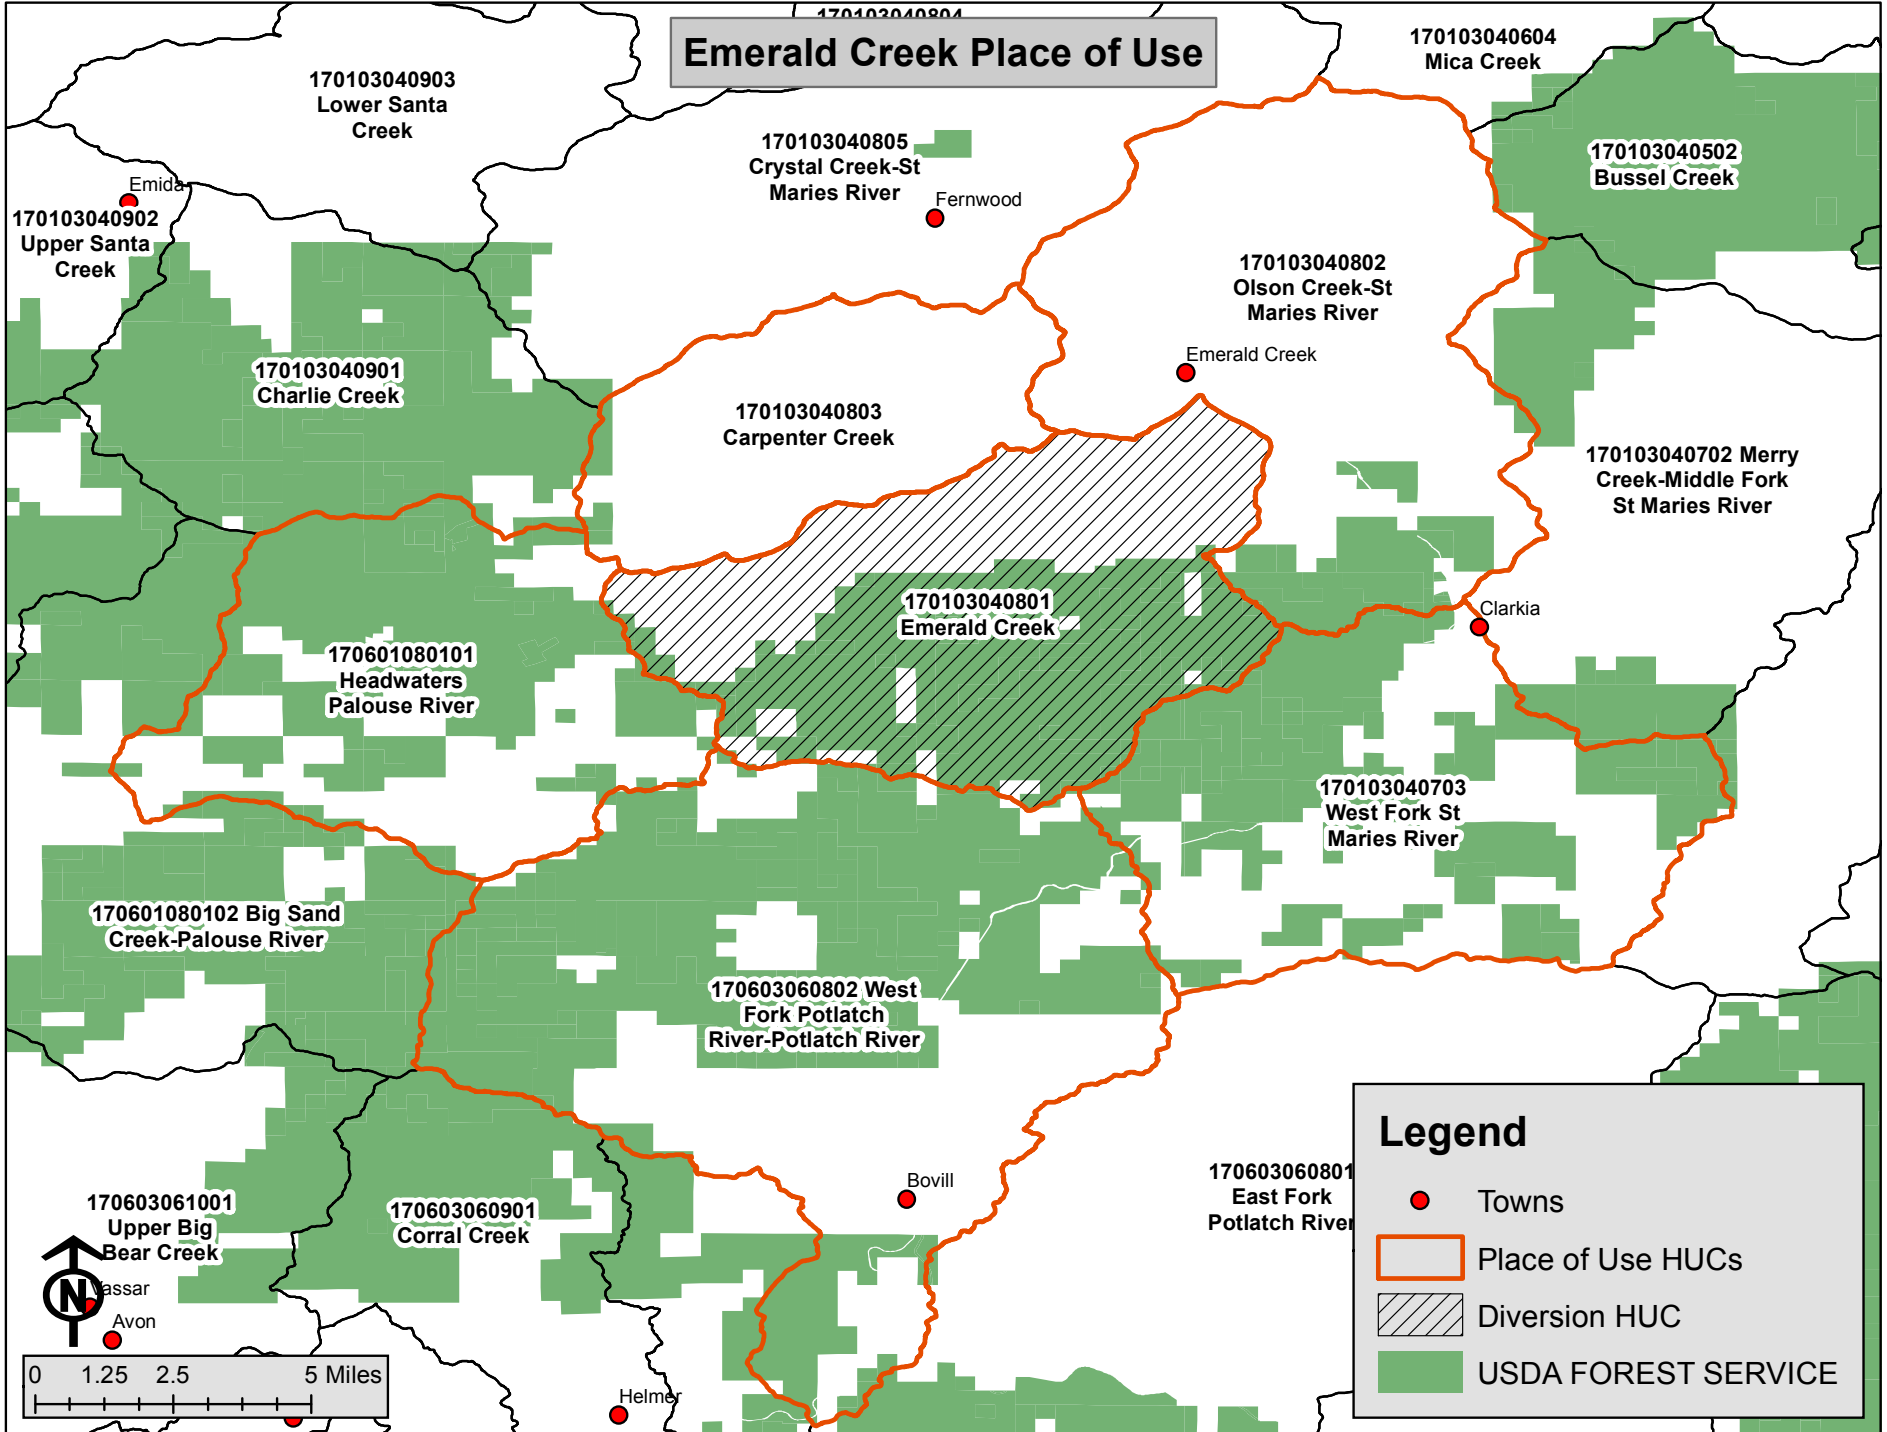 170103040804
Emerald Creek Place of Use
170103040604
Mica Creek
170103040903
Lower Santa
Creek
170103040805
Crystal Creek-St
Maries River
170103040502
Bussel Creek
Emida
Fernwood
170103040902
Upper Santa
Creek
170103040802
Olson Creek-St
Maries River
Emerald Creek
170103040901
Charlie Creek
170103040803
Carpenter Creek
170103040702 Merry
Creek-Middle Fork
St Maries River
170103040801
Emerald Creek
Clarkia
170601080101
Headwaters
Palouse River
170103040703
West Fork St
Maries River
170601080102 Big Sand
Creek-Palouse River
170603060802 West
Fork Potlatch
River-Potlatch River
Bovill
170603060801
East Fork
Potlatch River
170603061001
Upper Big
Bear Creek
170603060901
Corral Creek
N
Vassar
Avon
Helmer
0 1.25 2.5 5 Miles
Legend
Towns
Place of Use HUCs
Diversion HUC
USDA FOREST SERVICE